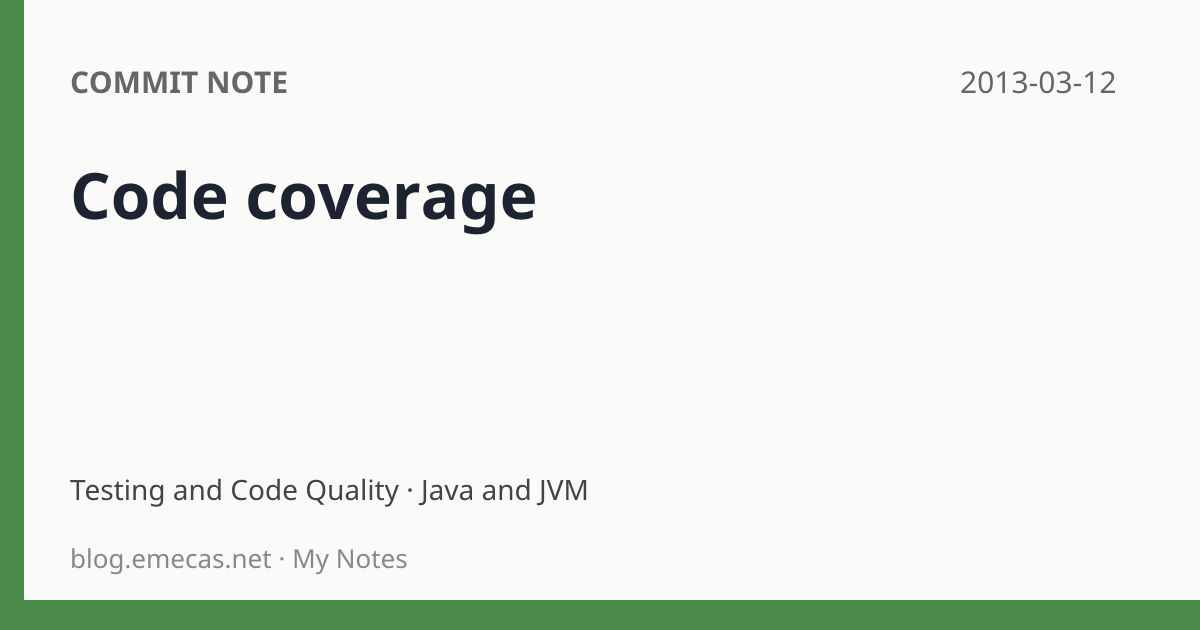 COMMIT NOTE
2013-03-12
Code coverage
Testing and Code Quality · Java and JVM
blog.emecas.net · My Notes